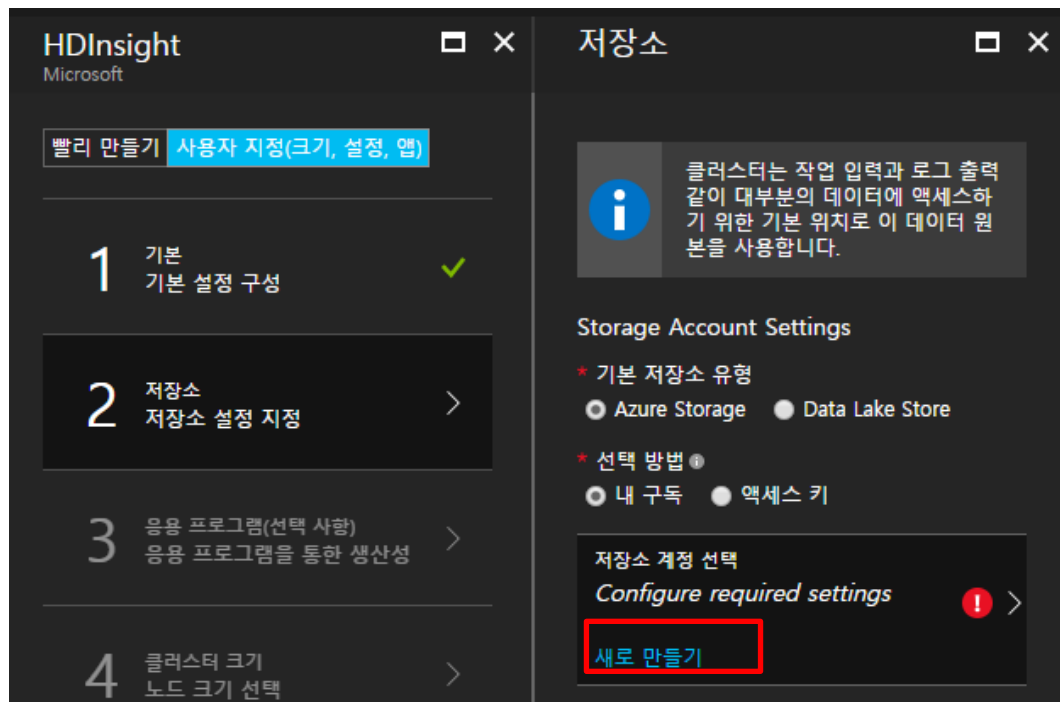 HDInsight
Microsoft
빨리 만들기 사용자 지정(크기, 설정, 앱)
1
기본
기본 설정 구성
2
저장소
저장소 설정 지정
3
응용 프로그램(선택 사항)
응용 프로그램을 통한 생산성
4
클러스터 크기
노드 크기 선택
저장소
클러스터는 작업 입력과 로그 출력
같이 대부분의 데이터에 액세스하
기 위한 기본 위치로 이 데이터 원
본을 사용합니다.
Storage Account Settings
* 기본 저장소 유형
Azure Storage Data Lake Store
* 선택 방법
내 구독 액세스 키
저장소 계정 선택
Configure required settings
새로 만들기